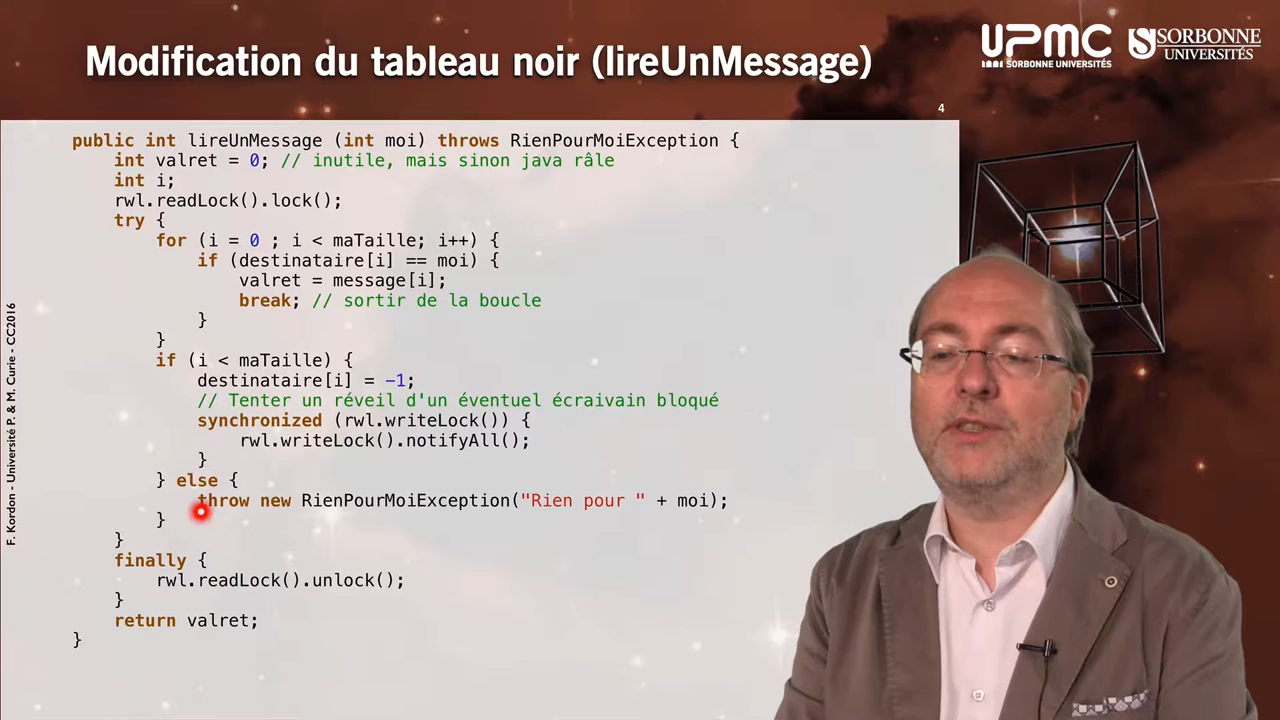 Modification du tableau noir (lireUnMessage)
UPMC
SORBONNE UNIVERSITÉS
SORBONNE
UNIVERSITÉS
4
public int lireUnMessage (int moi) throws RienPourMoiException {
int valret = 0; // inutile, mais sinon java râle
int i;
rwl.readLock().lock();
try {
for (i = 0 ; i < maTaille; i++) {
if (destinataire[i] == moi) {
valret = message[i];
break; // sortir de la boucle
}
}
if (i < maTaille) {
destinataire[i] = -1;
// Tenter un réveil d'un éventuel écraivain bloqué
synchronized (rwl.writeLock()) {
rwl.writeLock().notifyAll();
}
} else {
throw new RienPourMoiException("Rien pour " + moi);
}
}
finally {
rwl.readLock().unlock();
}
return valret;
}
F. Kordon - Université P. & M. Curie - CC2016